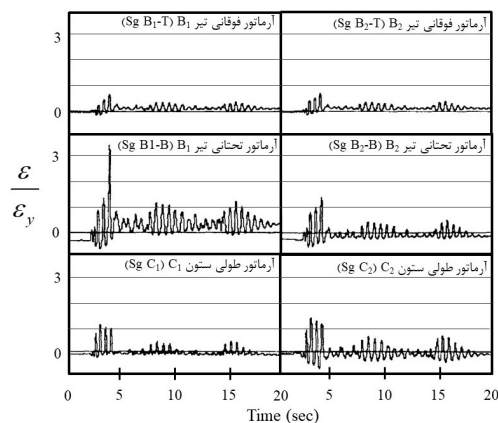 آرماتور فوقانی تیر B₁ (Sg B₁-T)
آرماتور فوقانی تیر B₂ (Sg B₂-T)
3
0
آرماتور تحتانی تیر B₁ (Sg B1-B)
آرماتور تحتانی تیر B₂ (Sg B₂-B)
3
0
ε
ε_y
آرماتور طولی ستون C₁ (Sg C₁)
آرماتور طولی ستون C₂ (Sg C₂)
3
0
0 5 10 15 20 5 10 15 20
Time (sec)